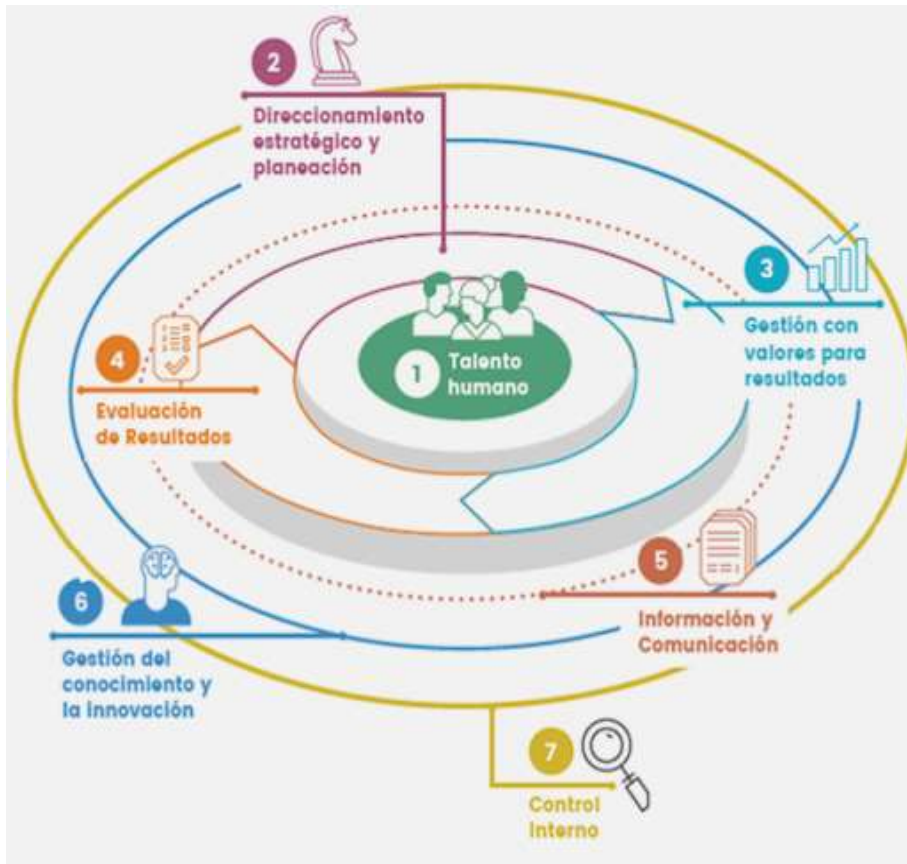 2
Direccionamiento
estratégico y
planeación
3
Gestión con
valores para
resultados
1
Talento
humano
4
Evaluación
de Resultados
5
Información y
Comunicación
6
Gestión del
conocimiento y
la innovación
7
Control
Interno